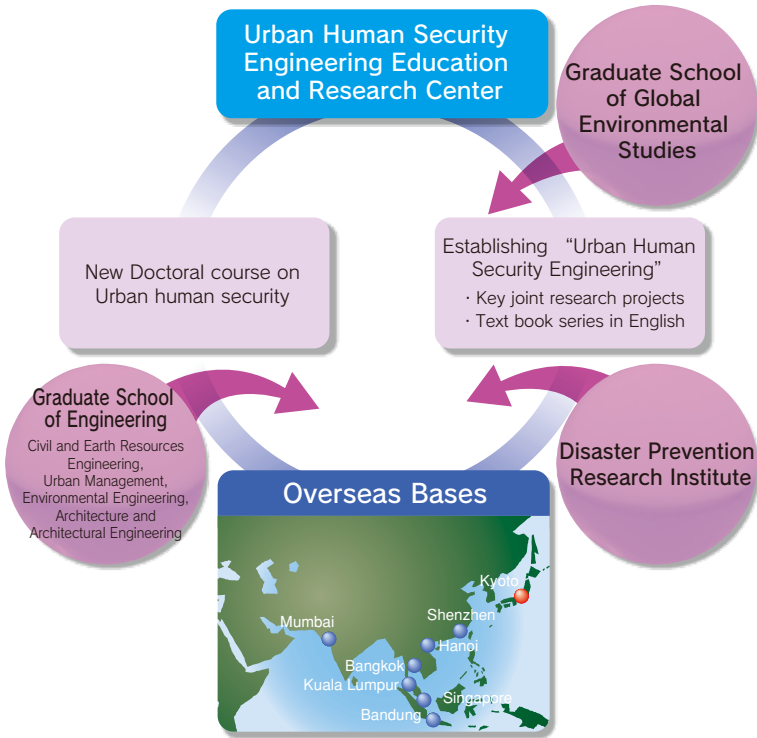 Urban Human Security
Engineering Education
and Research Center
Graduate School
of Global
Environmental
Studies
New Doctoral course on
Urban human security
Establishing “Urban Human
Security Engineering”
· Key joint research projects
· Text book series in English
Graduate School
of Engineering
Civil and Earth Resources
Engineering,
Urban Management,
Environmental Engineering,
Architecture and
Architectural Engineering
Disaster Prevention
Research Institute
Overseas Bases
Kyoto
Shenzhen
Mumbai
Hanoi
Bangkok
Kuala Lumpur
Singapore
Bandung